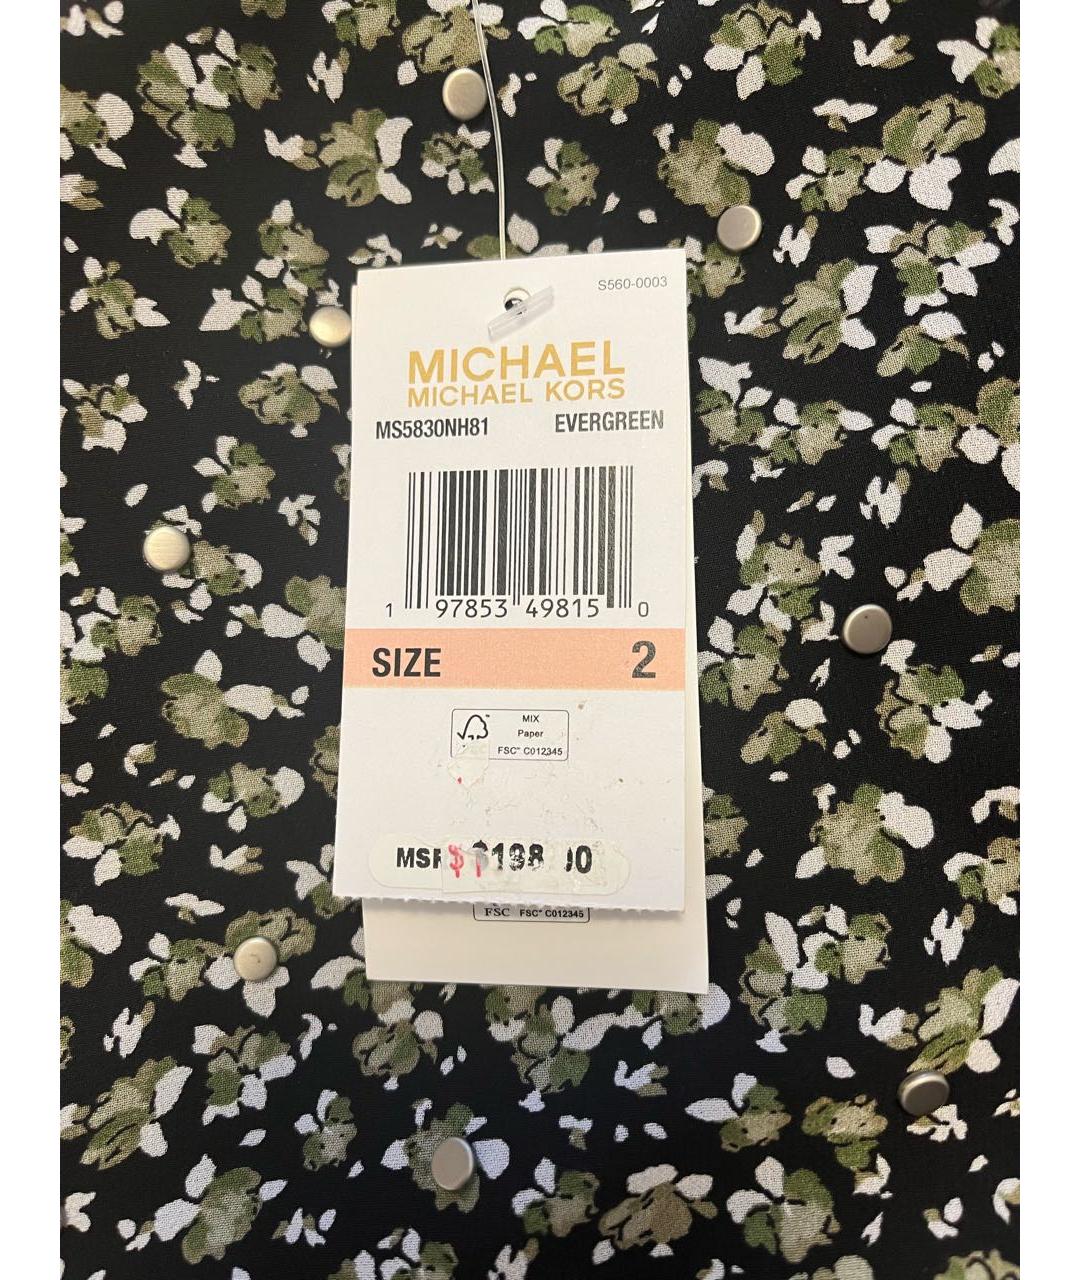 S560-0003
MICHAEL
MICHAEL KORS
MS5830NH81 EVERGREEN
1 97853 49815 0
SIZE 2
MIX
Paper
FSC™ C012345
$
FSC FSC® C012345